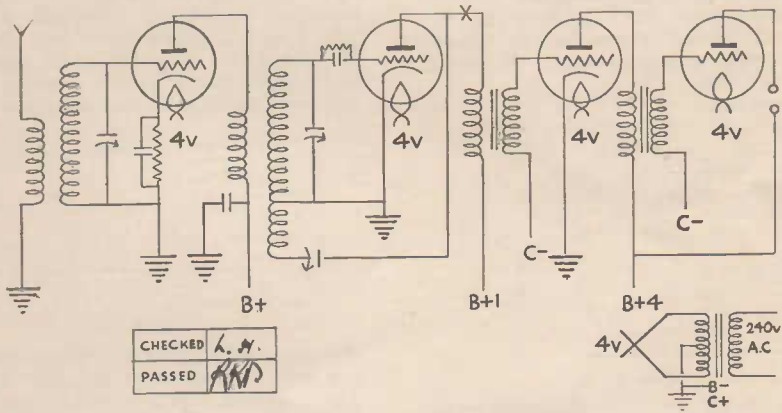 4v
4v
4v
4v
C-
C-
B+
B+1
B+4
CHECKED L. H.
PASSED
4v
240v
A.C
B-
C+